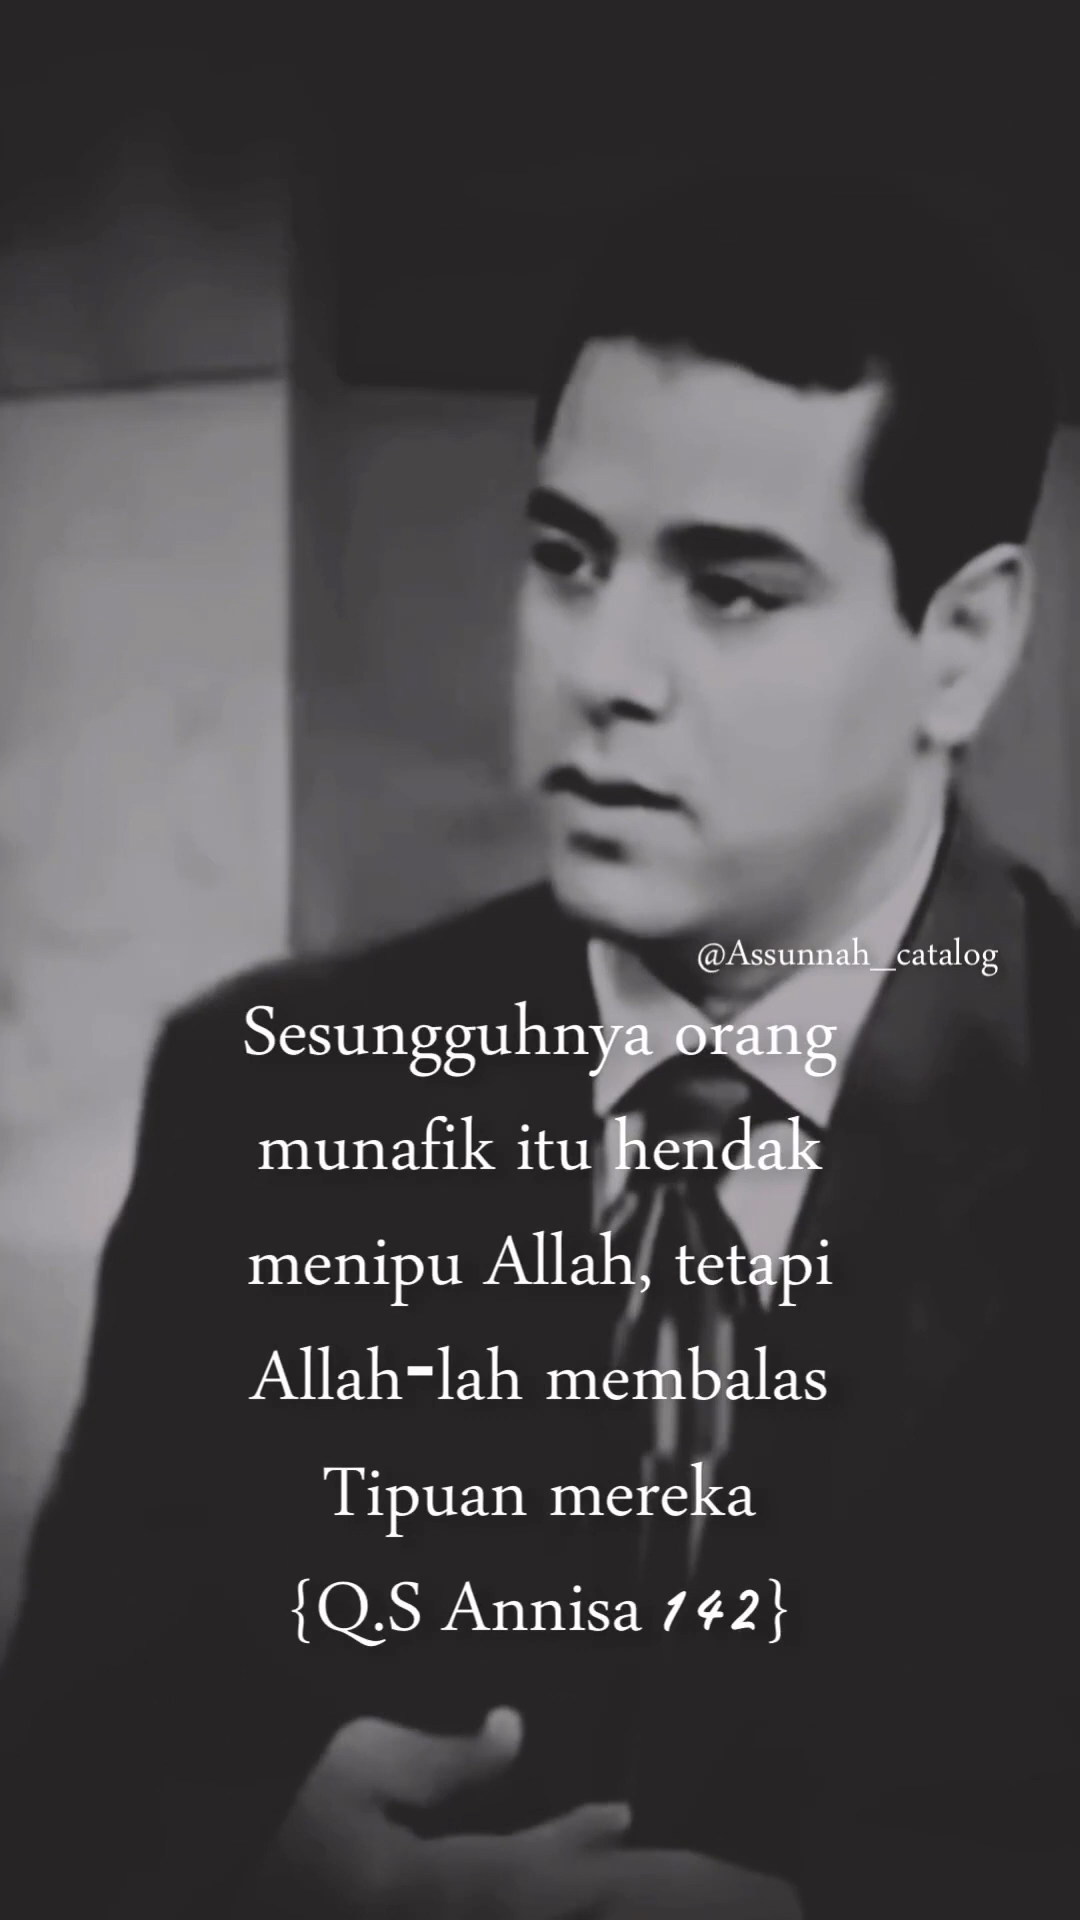 @Assunnah_catalog
Sesungguhnya orang
munafik itu hendak
menipu Allah, tetapi
Allah-lah membalas
Tipuan mereka
{Q.S Annisa 142}